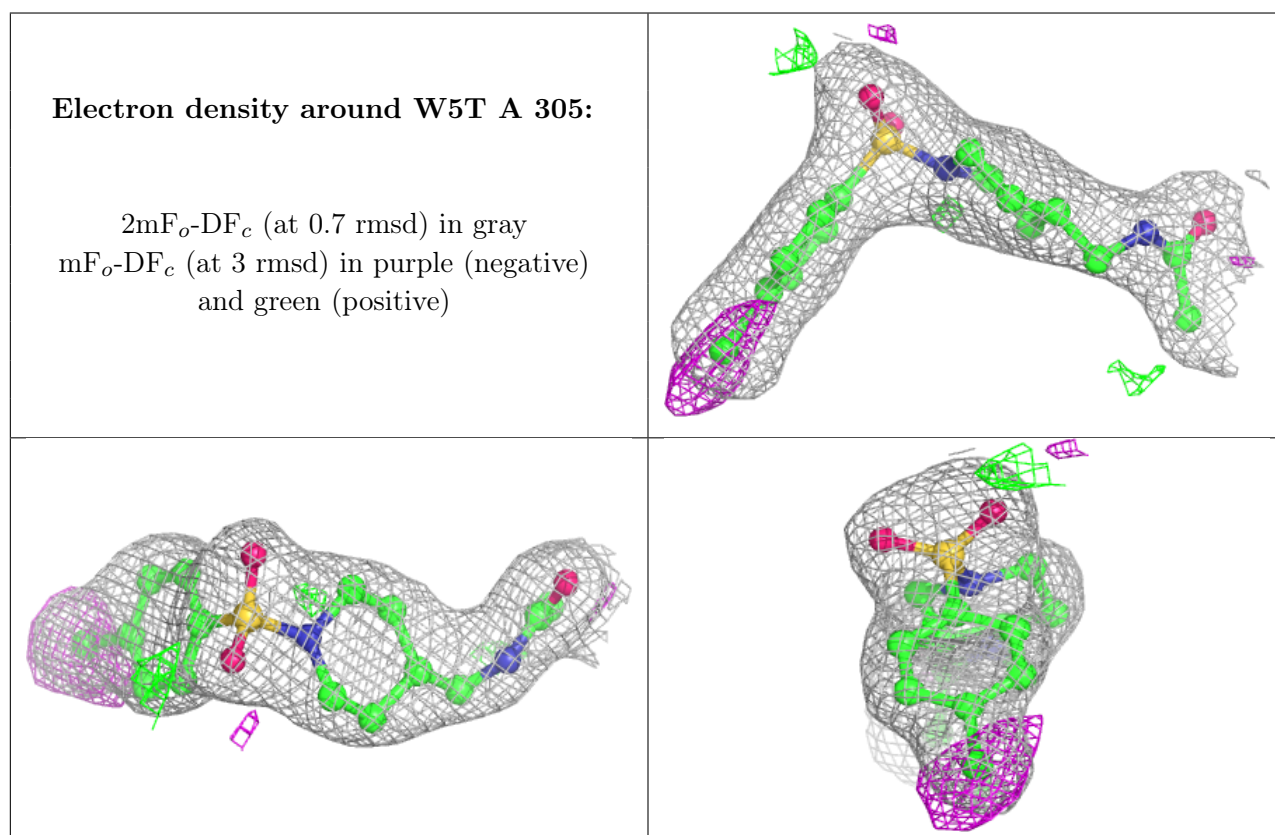 Electron density around W5T A 305:
2mFo-DFc (at 0.7 rmsd) in gray
mFo-DFc (at 3 rmsd) in purple (negative)
and green (positive)